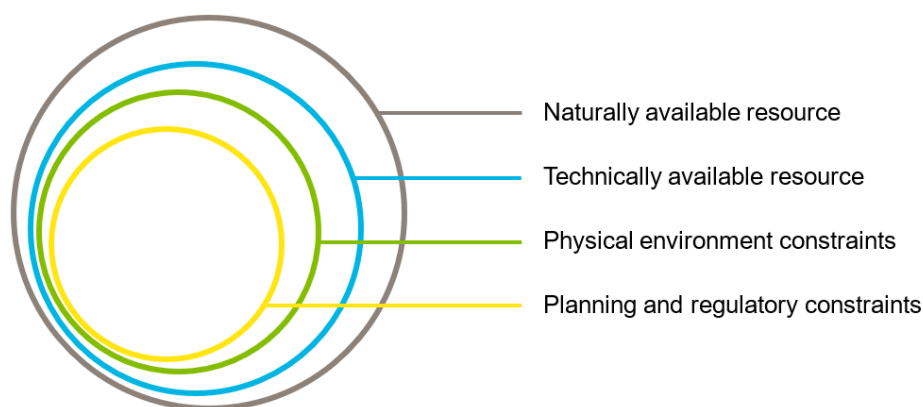 Naturally available resource
Technically available resource
Physical environment constraints
Planning and regulatory constraints